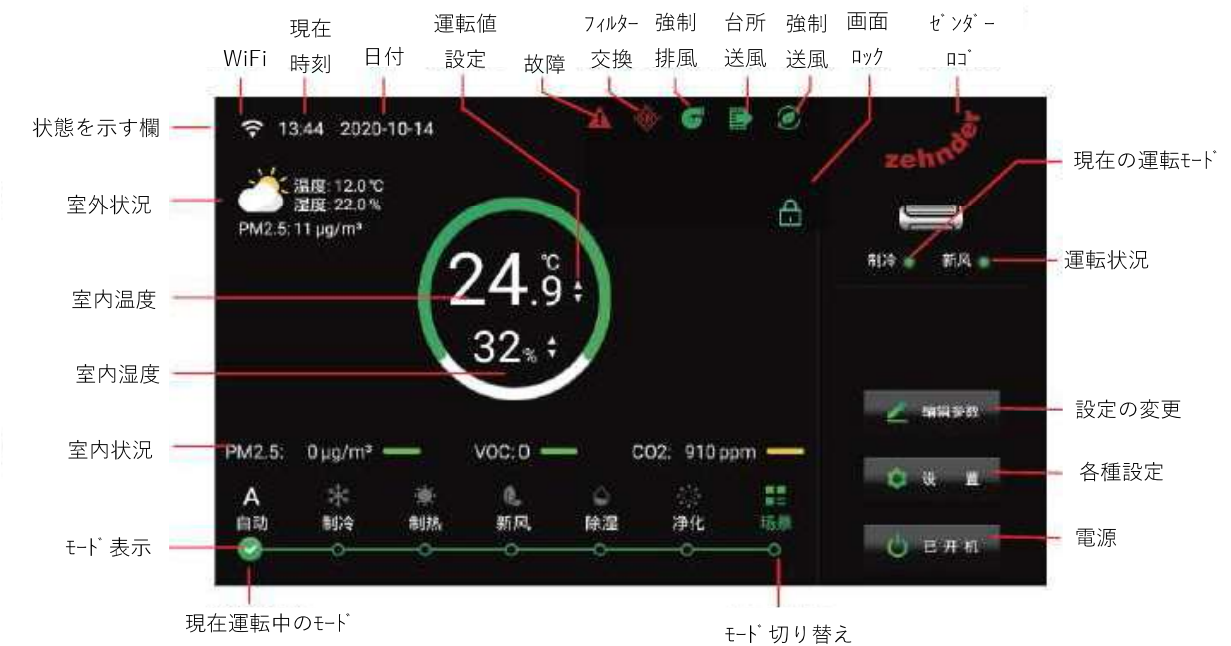 WiFi
現在
時刻
日付
運転値
設定
故障
ﾌｨﾙﾀｰ
交換
強制
排風
台所
送風
強制
送風
画面
ﾛｯｸ
ｾﾞﾝﾀﾞｰ
ﾛｺﾞ
状態を示す欄
13:44 2020-10-14
zehnder
現在の運転ﾓｰﾄﾞ
室外状況
温度: 12.0℃
湿度: 22.0%
PM2.5: 11 μg/m³
制冷 新风
運転状況
室内温度
24.9℃
32%
室内湿度
编辑参数
設定の変更
室内状況
PM2.5: 0 μg/m³ VOC: 0 CO2: 910 ppm
设 置
各種設定
A
自动 制冷 制热 新风 除湿 净化 场景
ﾓｰﾄﾞ表示
已开机
電源
現在運転中のﾓｰﾄﾞ
ﾓｰﾄﾞ切り替え